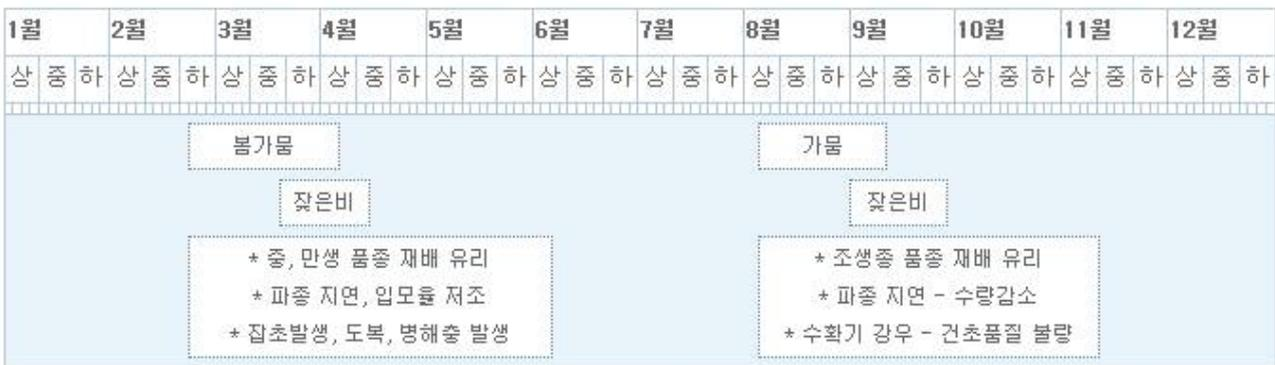 1월 2월 3월 4월 5월 6월 7월 8월 9월 10월 11월 12월
상 중 하 상 중 하 상 중 하 상 중 하 상 중 하 상 중 하 상 중 하 상 중 하 상 중 하 상 중 하 상 중 하 상 중 하
봄가뭄 가뭄
잦은비 잦은비
* 중, 만생 품종 재배 유리
* 파종 지연, 입모율 저조
* 잡초발생, 도복, 병해충 발생
* 조생종 품종 재배 유리
* 파종 지연 - 수량감소
* 수확기 강우 - 건초품질 불량